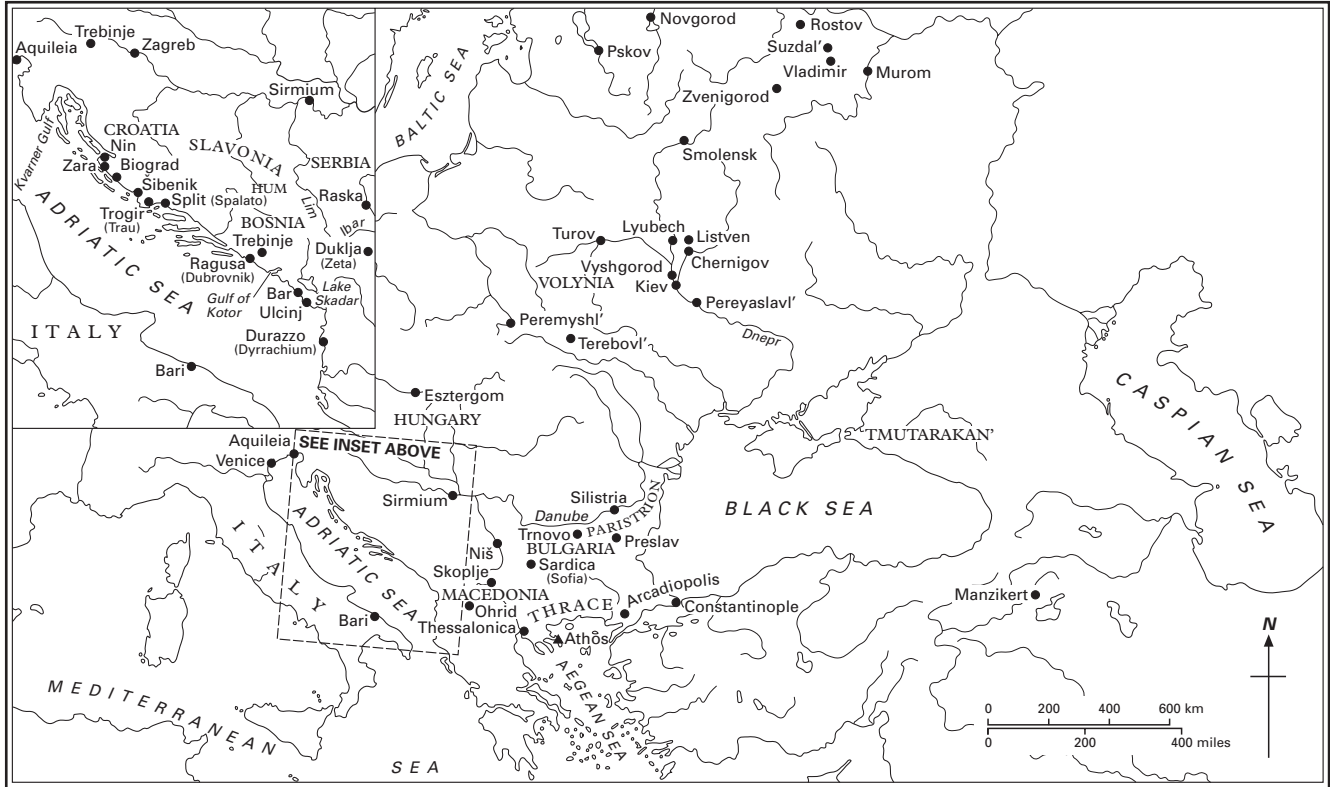 Trebinje
Aquileia
Zagreb
Sirmium
Kvarner Gulf
CROATIA
Nin
Zara
Biograd
SLAVONIA
SERBIA
Šibenik
HUM
Split (Spalato)
Trogir
(Trau)
Lim
Raska
Ibar
BOSNIA
Trebinje
Duklja
(Zeta)
Ragusa
(Dubrovnik)
Gulf of
Kotor
Bar
Ulcinj
Lake
Skadar
Durazzo
(Dyrrachium)
ADRIATIC SEA
ITALY
Bari
Novgorod
Pskov
Rostov
Suzdal’
Vladimir
Murom
Zvenigorod
BALTIC SEA
Smolensk
Turov
Lyubech
Listven
Chernigov
Vyshgorod
VOLYNIA
Kiev
Pereyaslavl’
Peremyshl’
Terebovl’
Dnepr
Esztergom
HUNGARY
TMUTARAKAN’
CASPIAN SEA
Aquileia
SEE INSET ABOVE
Venice
Sirmium
Silistria
Danube
PARISTRION
BLACK SEA
Trnovo
BULGARIA
Preslav
Niš
Sardica
(Sofia)
Skoplje
MACEDONIA
Ohrid
THRACE
Arcadiopolis
Constantinople
Thessalonica
Athos
Manzikert
ITALY
ADRIATIC SEA
Bari
AEGEAN SEA
MEDITERRANEAN
SEA
N
0 200 400 600 km
0 200 400 miles